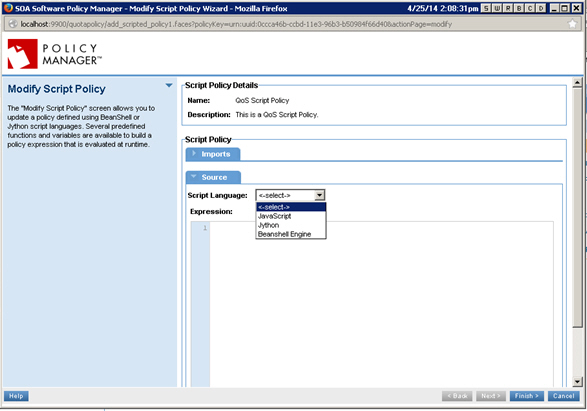 SOA Software Policy Manager - Modify Script Policy Wizard - Mozilla Firefox
4/25/14 2:08:31pm S W R B C D
localhost:9900/quotapolicy/add_scripted_policy1.faces?policyKey=urn:uuid:0ccca46b-ccbd-11e3-96b3-b50984f66d40&actionPage=modify
POLICY
MANAGER™
Modify Script Policy
The "Modify Script Policy" screen allows you to
update a policy defined using BeanShell or
Jython script languages. Several predefined
functions and variables are available to build a
policy expression that is evaluated at runtime.
Script Policy Details
Name: QoS Script Policy
Description: This is a QoS Script Policy.
Script Policy
Imports
Source
Script Language: <-select->
<-select->
JavaScript
Jython
Beanshell Engine
Expression:
1
Help
< Back
Next >
Finish >
Cancel